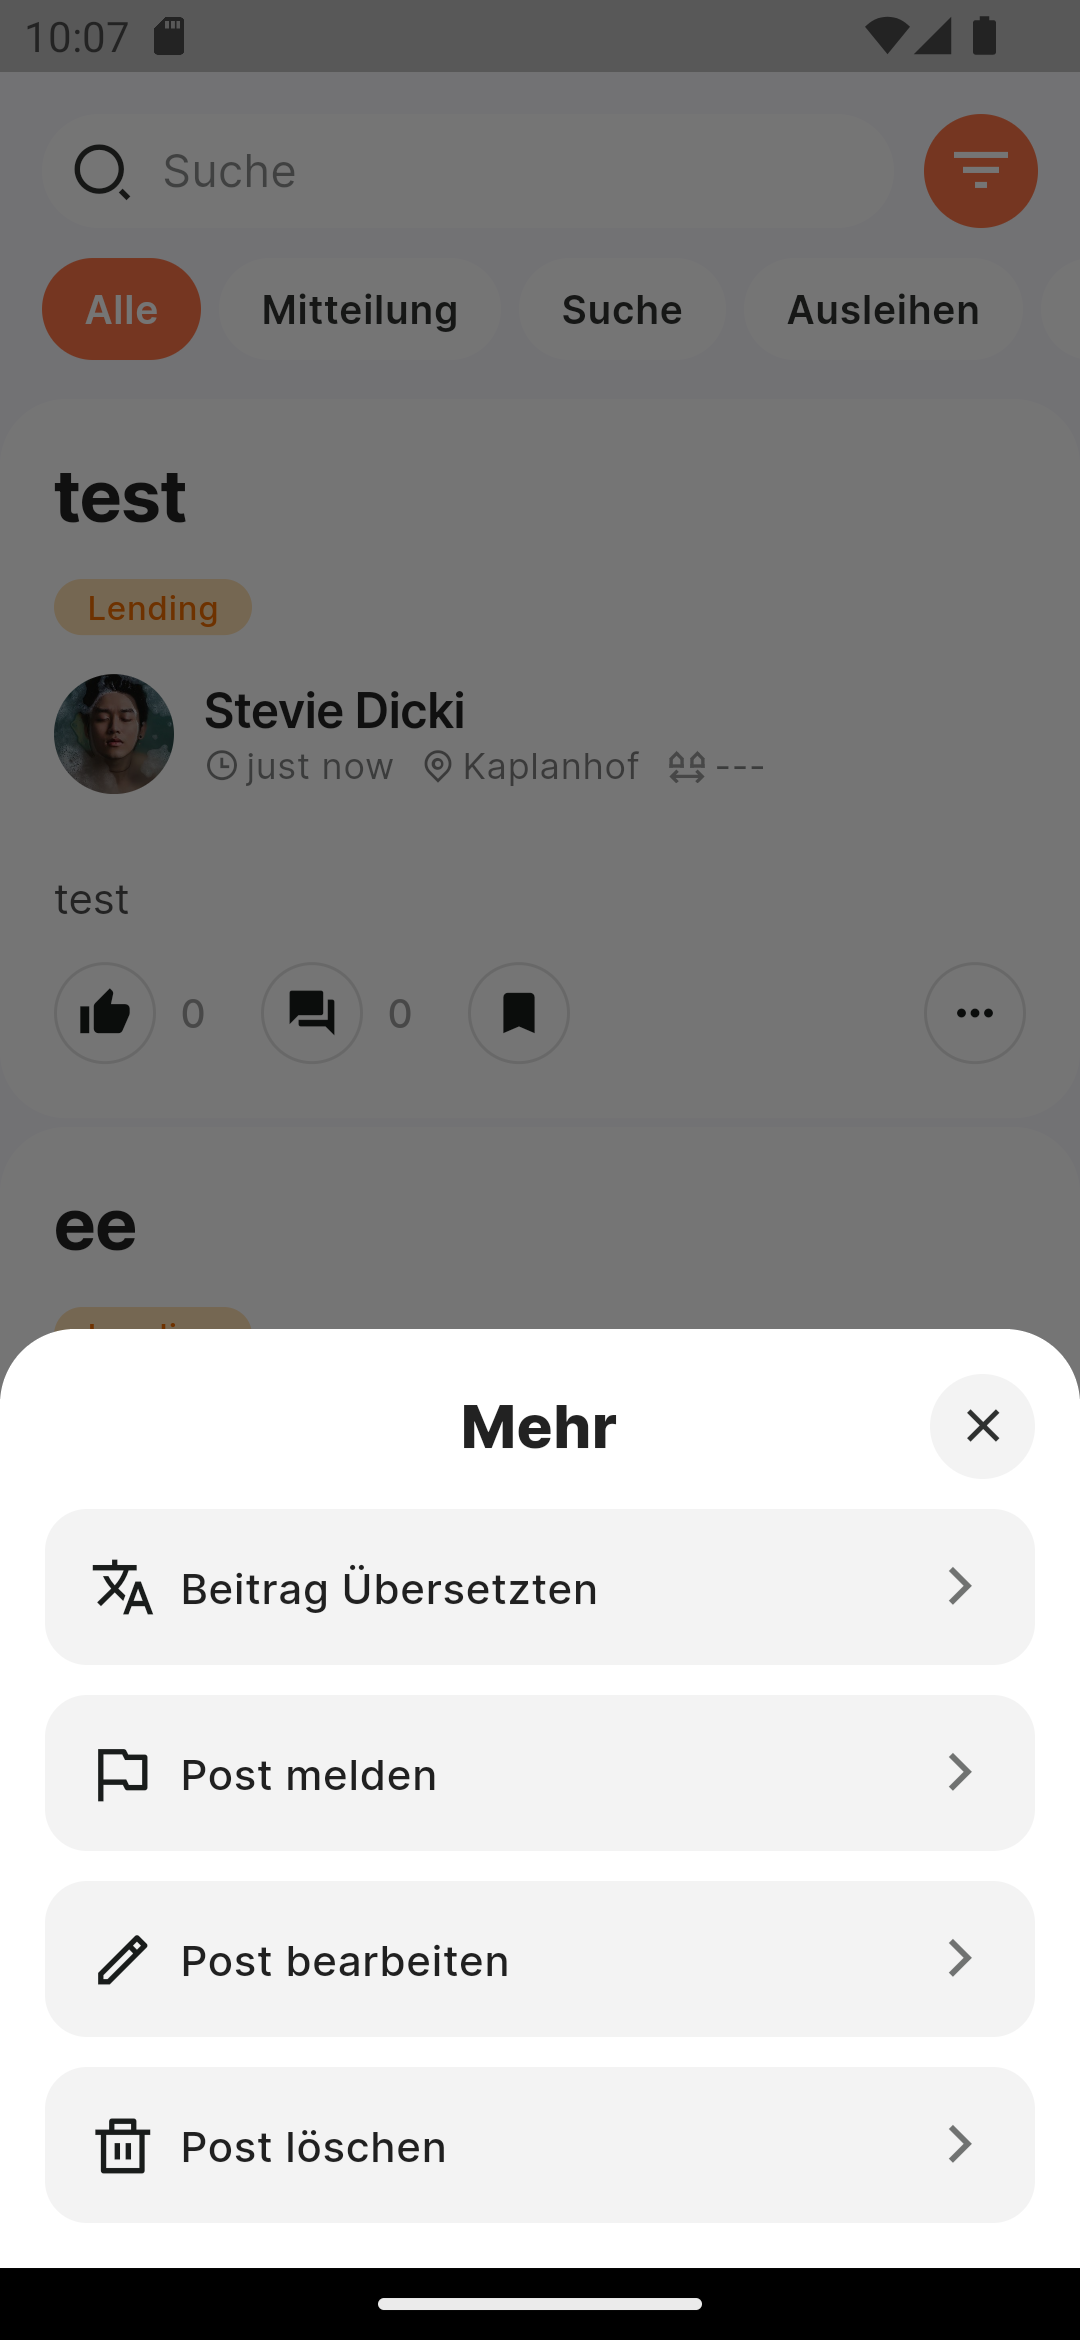 10:07
Suche
Alle Mitteilung Suche Ausleihen
test
Lending
Stevie Dicki
just now Kaplanhof ---
test
0 0
ee
Mehr
Beitrag Übersetzten
Post melden
Post bearbeiten
Post löschen